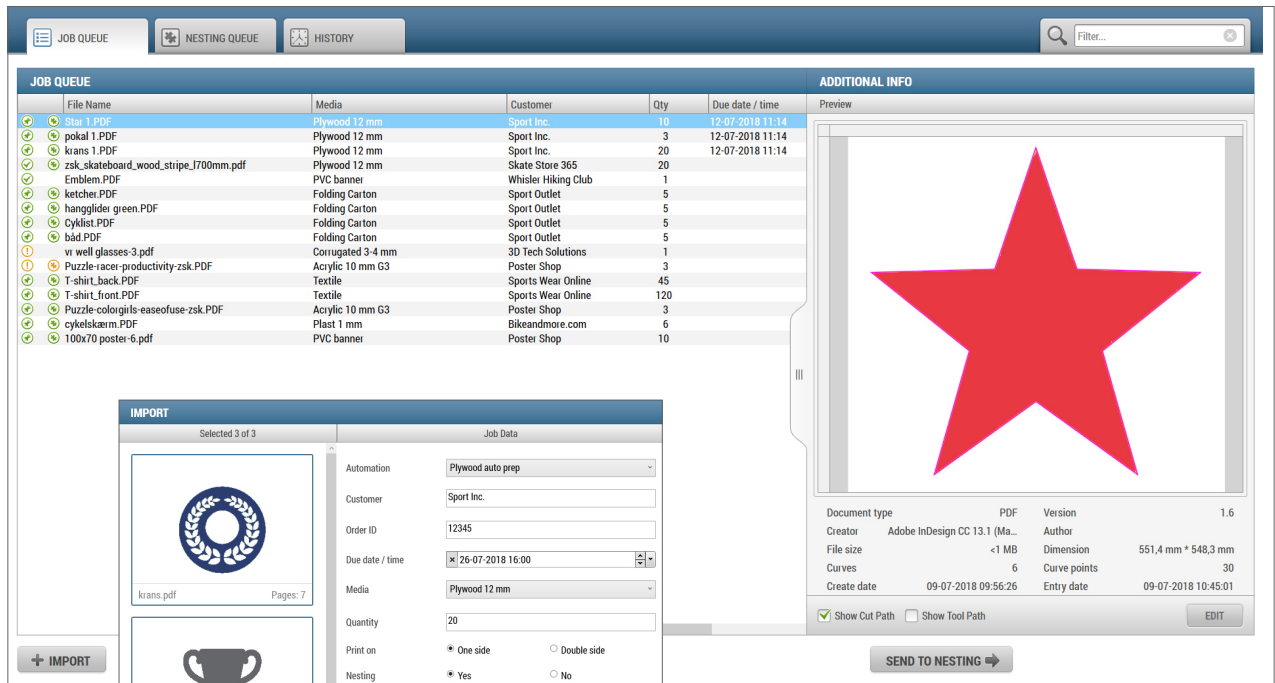 JOB QUEUE NESTING QUEUE HISTORY Filter...
JOB QUEUE
File Name Media Customer Qty Due date / time
Star 1.PDF Plywood 12 mm Sport Inc. 10 12-07-2018 11:14
pokal 1.PDF Plywood 12 mm Sport Inc. 3 12-07-2018 11:14
krans 1.PDF Plywood 12 mm Sport Inc. 20 12-07-2018 11:14
zsk_skateboard_wood_stripe_l700mm.pdf Plywood 12 mm Skate Store 365 20
Emblem.PDF PVC banner Whisler Hiking Club 1
ketcher.PDF Folding Carton Sport Outlet 5
hangglider green.PDF Folding Carton Sport Outlet 5
Cyklist.PDF Folding Carton Sport Outlet 5
båd.PDF Folding Carton Sport Outlet 5
vr well glasses-3.pdf Corrugated 3-4 mm 3D Tech Solutions 1
Puzzle-racer-productivity-zsk.PDF Acrylic 10 mm G3 Poster Shop 3
T-shirt_back.PDF Textile Sports Wear Online 45
T-shirt_front.PDF Textile Sports Wear Online 120
Puzzle-colorgirls-easeofuse-zsk.PDF Acrylic 10 mm G3 Poster Shop 3
cykelskærm.PDF Plast 1 mm Bikeandmore.com 6
100x70 poster-6.pdf PVC banner Poster Shop 10
IMPORT
Selected 3 of 3 Job Data
krans.pdf Pages: 7
Automation Plywood auto prep
Customer Sport Inc.
Order ID 12345
Due date / time 26-07-2018 16:00
Media Plywood 12 mm
Quantity 20
Print on One side Double side
Nesting Yes No
IMPORT
ADDITIONAL INFO
Preview
Document type PDF Version 1.6
Creator Adobe InDesign CC 13.1 (Ma... Author
File size <1 MB Dimension 551,4 mm * 548,3 mm
Curves 6 Curve points 30
Create date 09-07-2018 09:56:26 Entry date 09-07-2018 10:45:01
Show Cut Path Show Tool Path EDIT
SEND TO NESTING